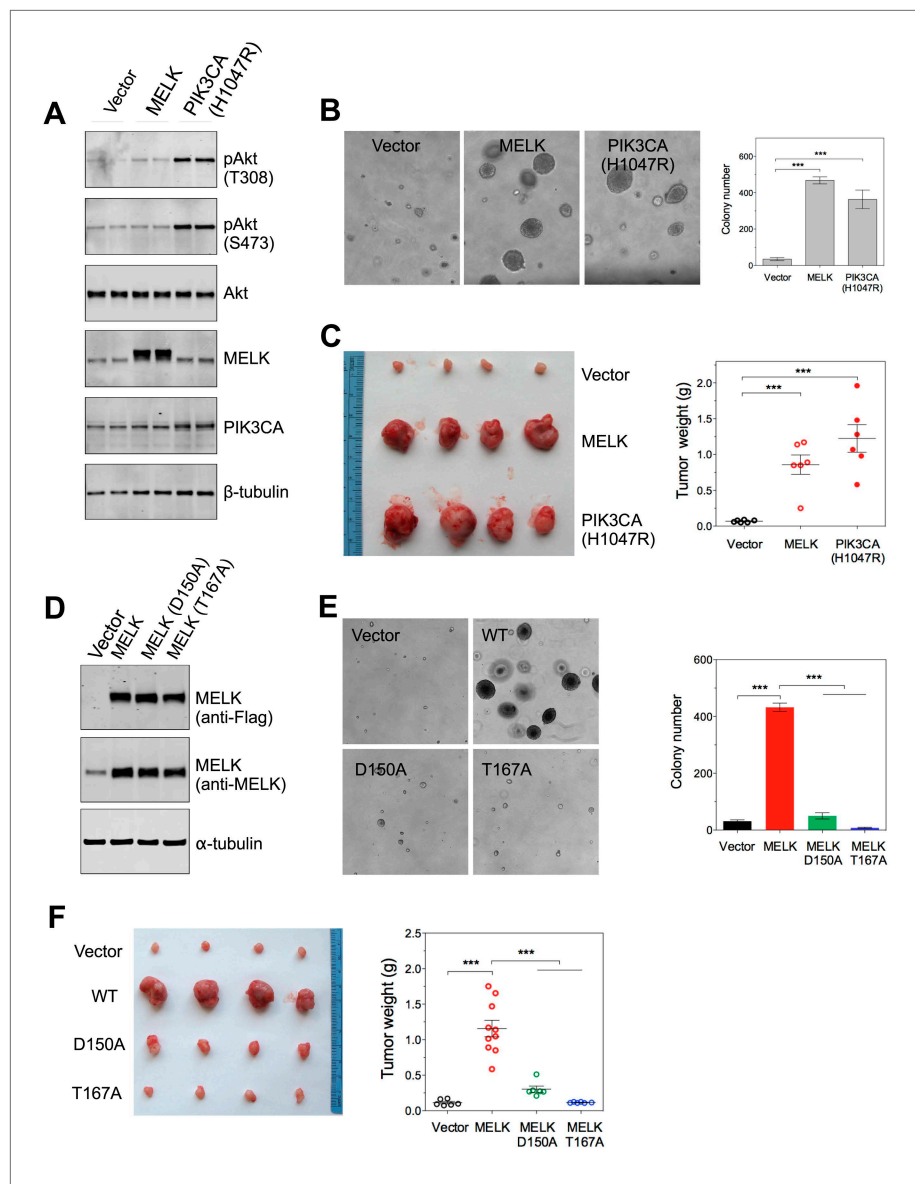 A
Vector
MELK
PIK3CA
(H1047R)
pAkt
(T308)
pAkt
(S473)
Akt
MELK
PIK3CA
β-tubulin
B
Vector
MELK
PIK3CA
(H1047R)
Colony number
600
400
200
0
***
***
Vector
MELK
PIK3CA
(H1047R)
C
Vector
MELK
PIK3CA
(H1047R)
Tumor weight (g)
2.0
1.5
1.0
0.5
0.0
***
***
Vector
MELK
PIK3CA
(H1047R)
D
Vector
MELK
MELK (D150A)
MELK (T167A)
MELK
(anti-Flag)
MELK
(anti-MELK)
α-tubulin
E
Vector
WT
D150A
T167A
Colony number
600
400
200
0
***
***
Vector
MELK
MELK
D150A
MELK
T167A
F
Vector
WT
D150A
T167A
Tumor weight (g)
2.5
2.0
1.5
1.0
0.5
0.0
***
***
Vector
MELK
MELK
D150A
MELK
T167A